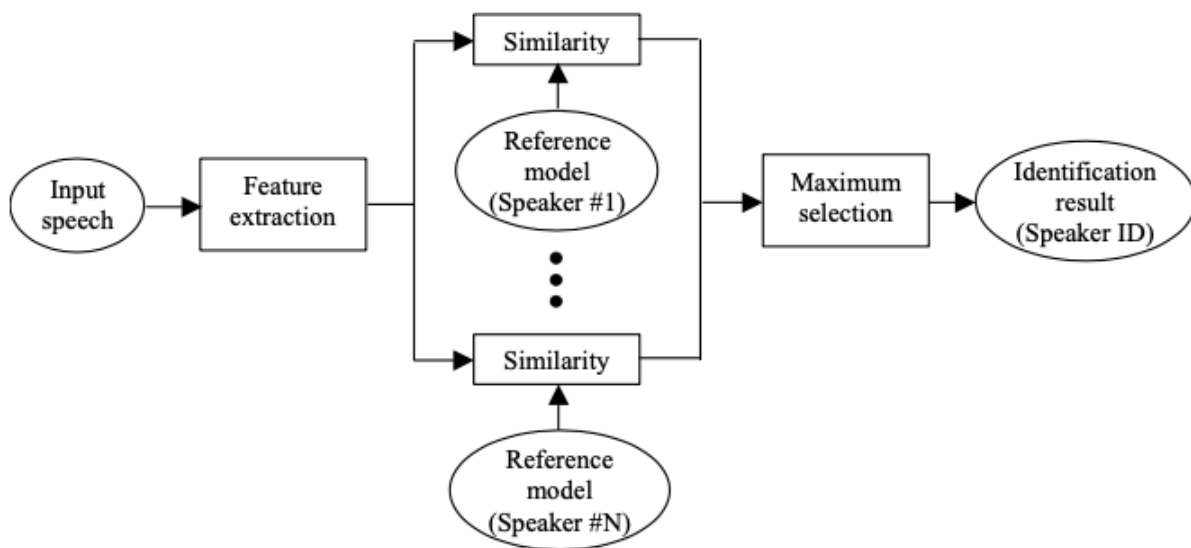 Similarity
Reference
model
(Speaker #1)
Input
speech
Feature
extraction
Maximum
selection
Identification
result
(Speaker ID)
Similarity
Reference
model
(Speaker #N)